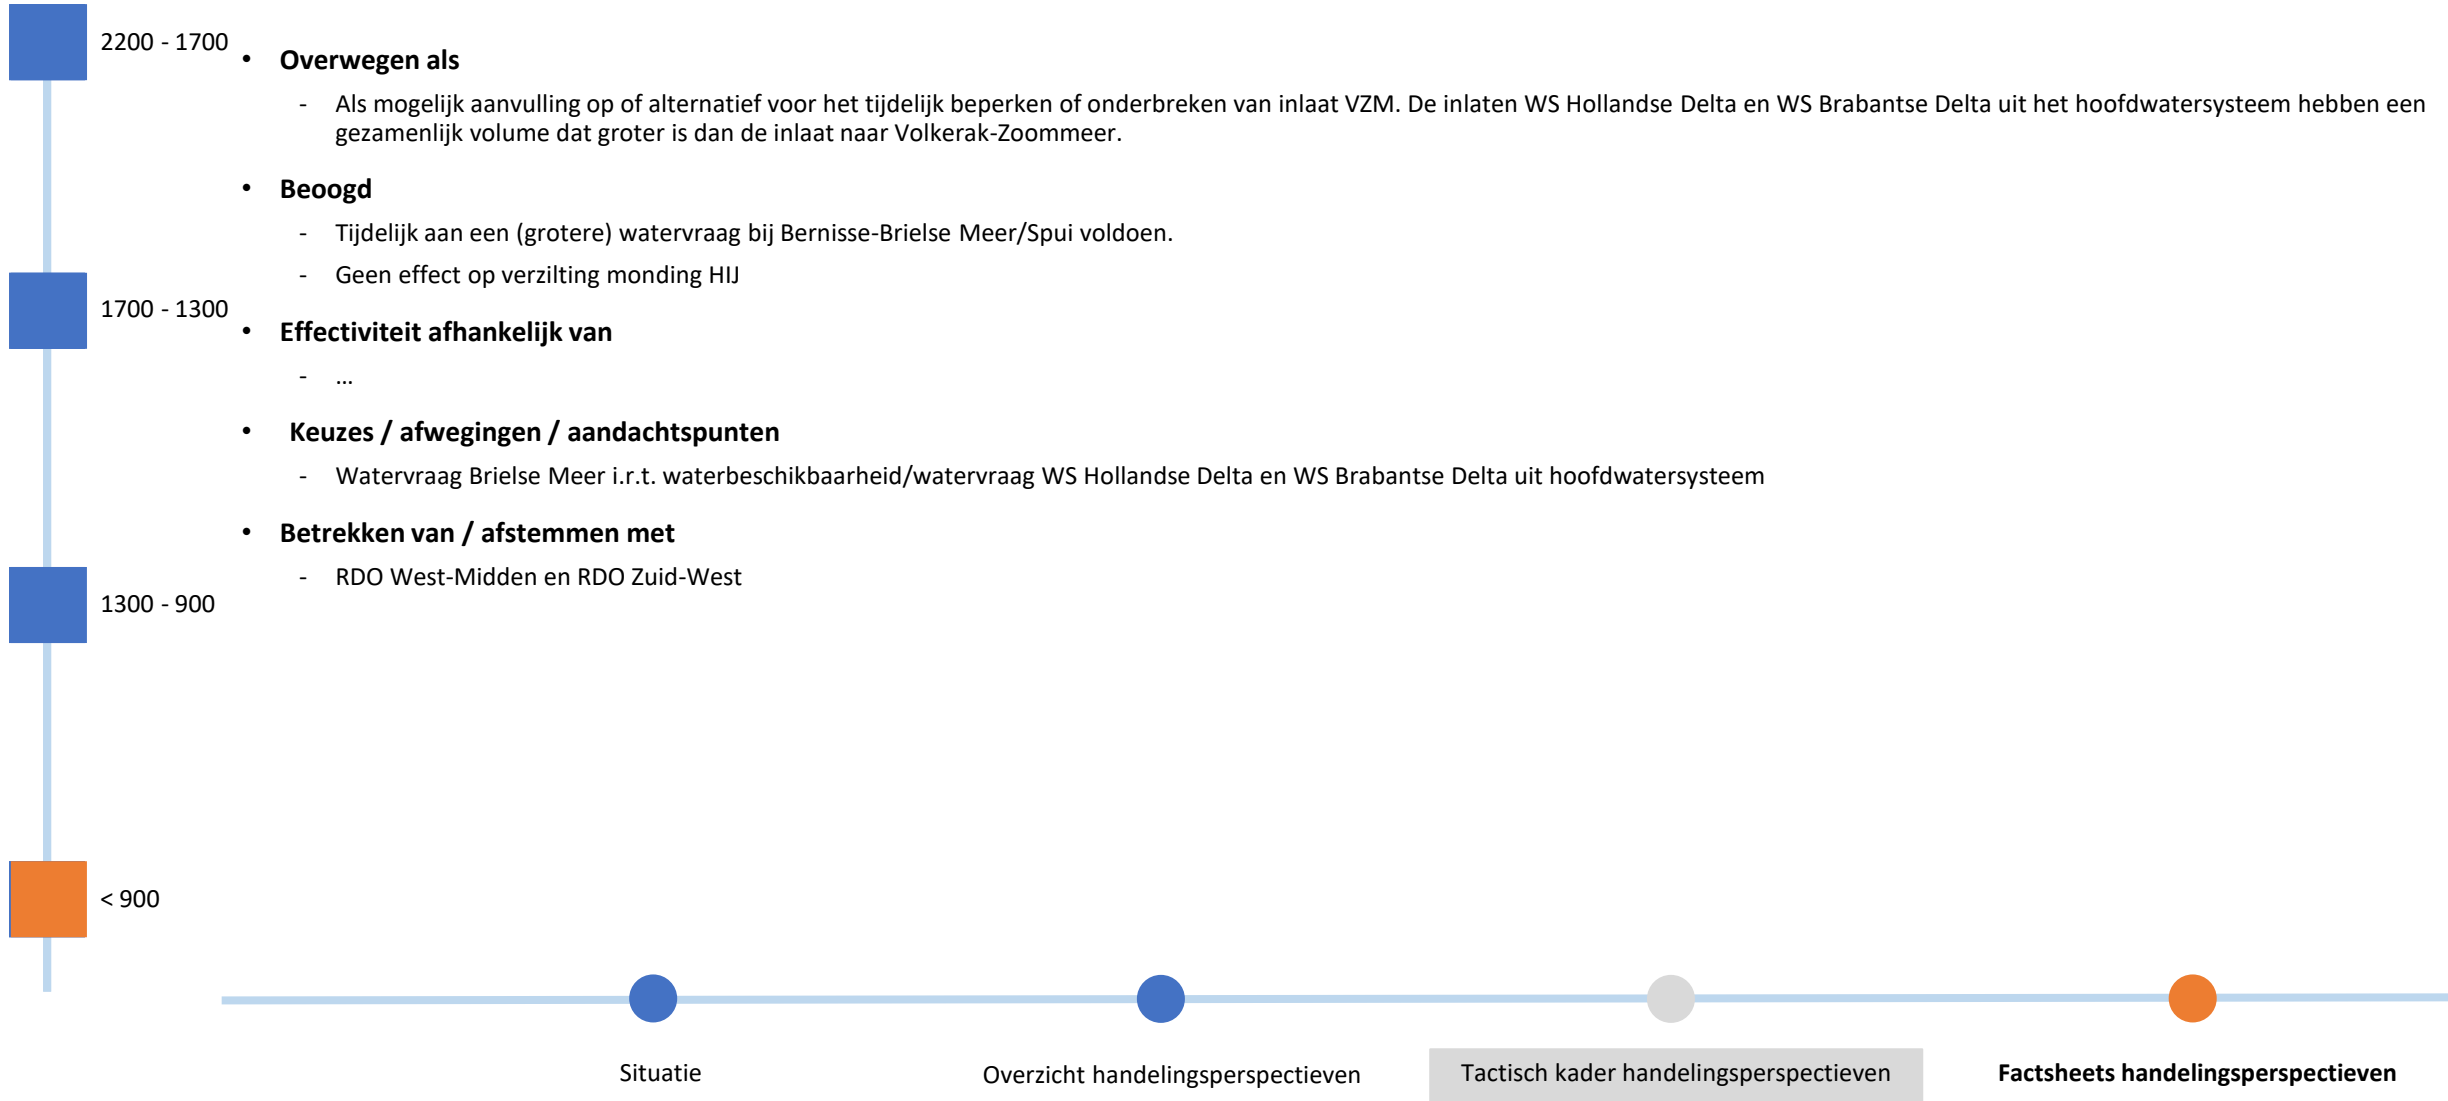 2200 - 1700
• Overwegen als
- Als mogelijk aanvulling op of alternatief voor het tijdelijk beperken of onderbreken van inlaat VZM. De inlaten WS Hollandse Delta en WS Brabantse Delta uit het hoofdwatersysteem hebben een
gezamenlijk volume dat groter is dan de inlaat naar Volkerak-Zoommeer.
• Beoogd
- Tijdelijk aan een (grotere) watervraag bij Bernisse-Brielse Meer/Spui voldoen.
- Geen effect op verzilting monding HIJ
1700 - 1300
• Effectiviteit afhankelijk van
- …
• Keuzes / afwegingen / aandachtspunten
- Watervraag Brielse Meer i.r.t. waterbeschikbaarheid/watervraag WS Hollandse Delta en WS Brabantse Delta uit hoofdwatersysteem
• Betrekken van / afstemmen met
- RDO West-Midden en RDO Zuid-West
1300 - 900
< 900
Situatie
Overzicht handelingsperspectieven
Tactisch kader handelingsperspectieven
Factsheets handelingsperspectieven